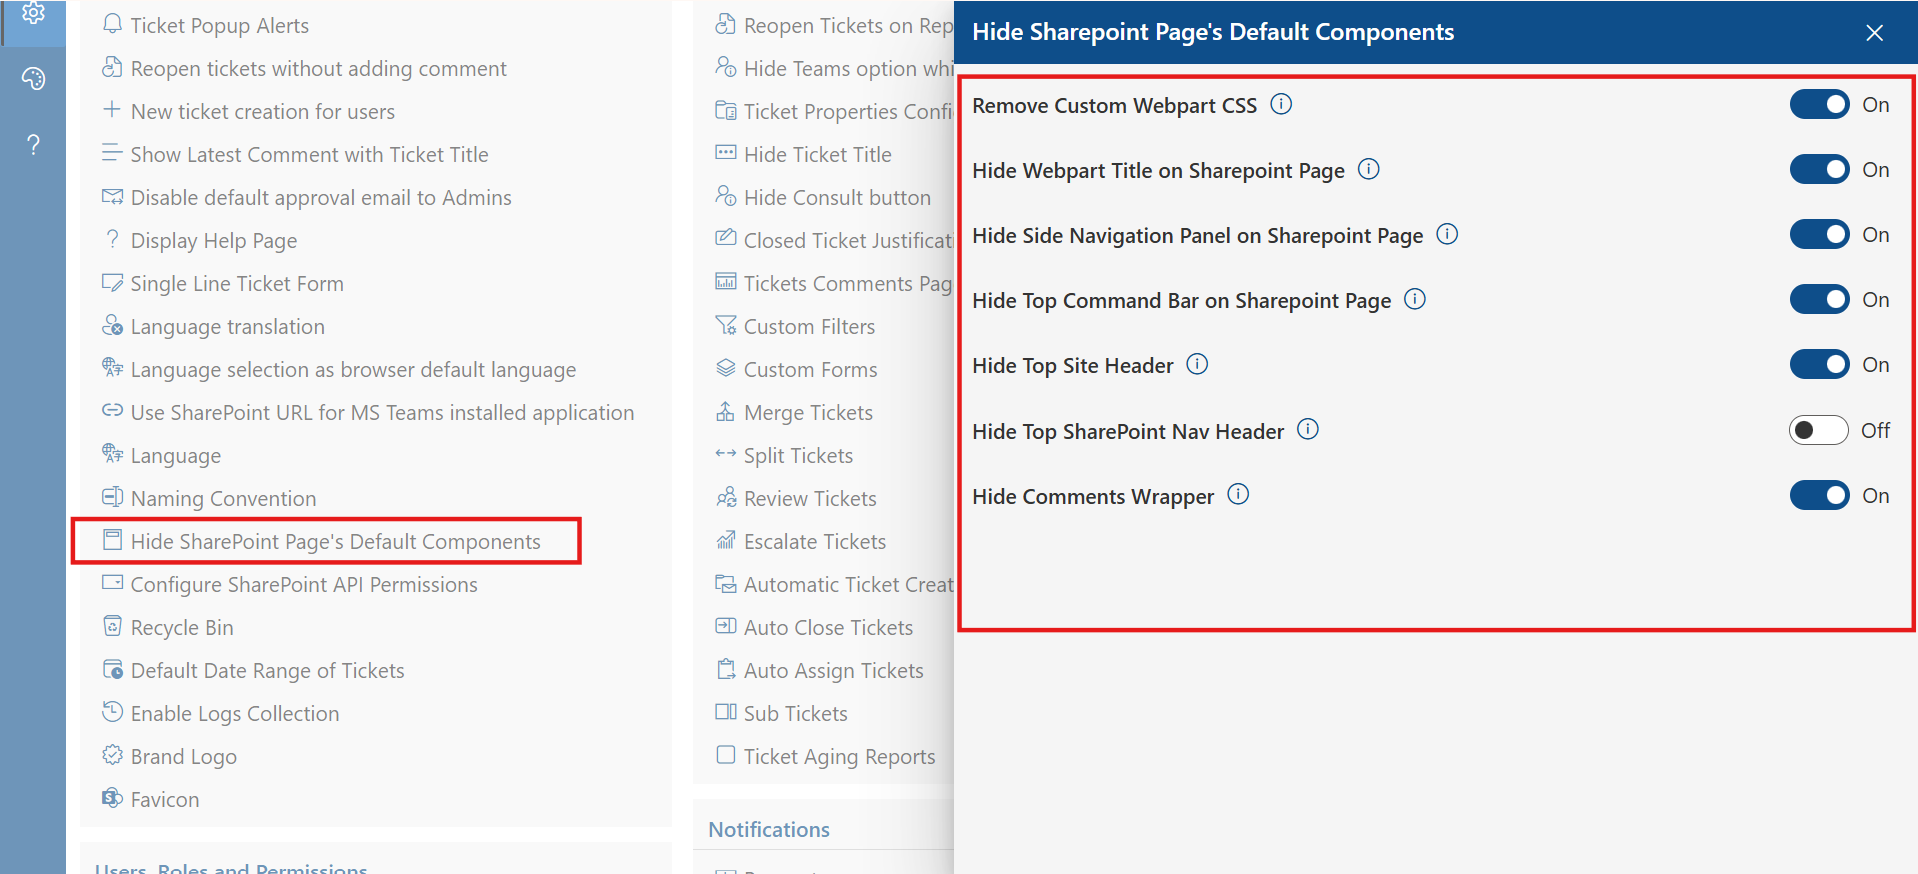 Ticket Popup Alerts
Reopen tickets without adding comment
New ticket creation for users
Show Latest Comment with Ticket Title
Disable default approval email to Admins
Display Help Page
Single Line Ticket Form
Language translation
Language selection as browser default language
Use SharePoint URL for MS Teams installed application
Language
Naming Convention
Hide SharePoint Page's Default Components
Configure SharePoint API Permissions
Recycle Bin
Default Date Range of Tickets
Enable Logs Collection
Brand Logo
Favicon
Users, Roles and Permissions
Reopen Tickets on Rep
Hide Teams option whi
Ticket Properties Confi
Hide Ticket Title
Hide Consult button
Closed Ticket Justificati
Tickets Comments Pag
Custom Filters
Custom Forms
Merge Tickets
Split Tickets
Review Tickets
Escalate Tickets
Automatic Ticket Creat
Auto Close Tickets
Auto Assign Tickets
Sub Tickets
Ticket Aging Reports
Notifications
Hide Sharepoint Page's Default Components
Remove Custom Webpart CSS On
Hide Webpart Title on Sharepoint Page On
Hide Side Navigation Panel on Sharepoint Page On
Hide Top Command Bar on Sharepoint Page On
Hide Top Site Header On
Hide Top SharePoint Nav Header Off
Hide Comments Wrapper On